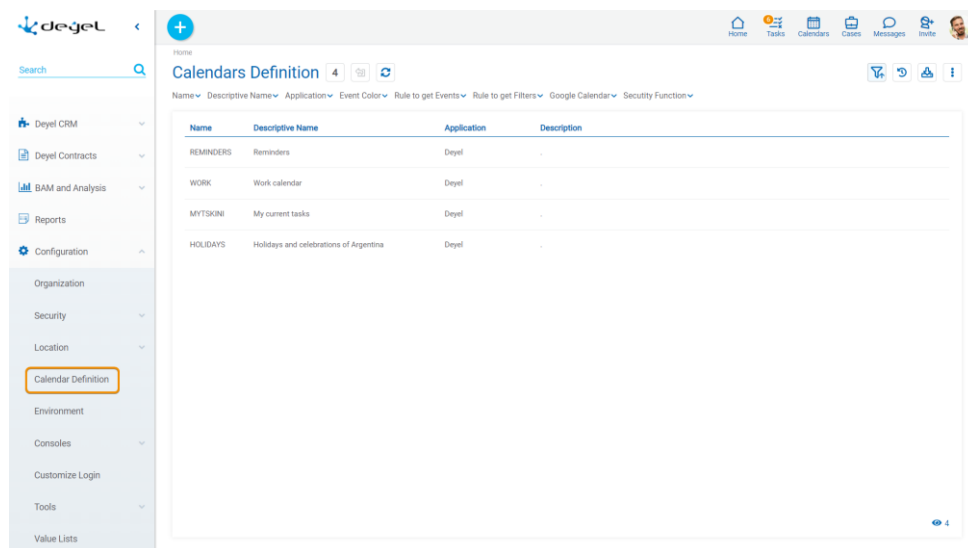 deyel
Search
Deyel CRM
Deyel Contracts
BAM and Analysis
Reports
Configuration
Organization
Security
Location
Calendar Definition
Environment
Consoles
Customize Login
Tools
Value Lists
Home Tasks Calendars Cases Messages Invite
Home
Calendars Definition 4
Name Descriptive Name Application Event Color Rule to get Events Rule to get Filters Google Calendar Secutity Function
Name Descriptive Name Application Description
REMINDERS Reminders Deyel .
WORK Work calendar Deyel .
MYTSKINI My current tasks Deyel .
HOLIDAYS Holidays and celebrations of Argentina Deyel .
4